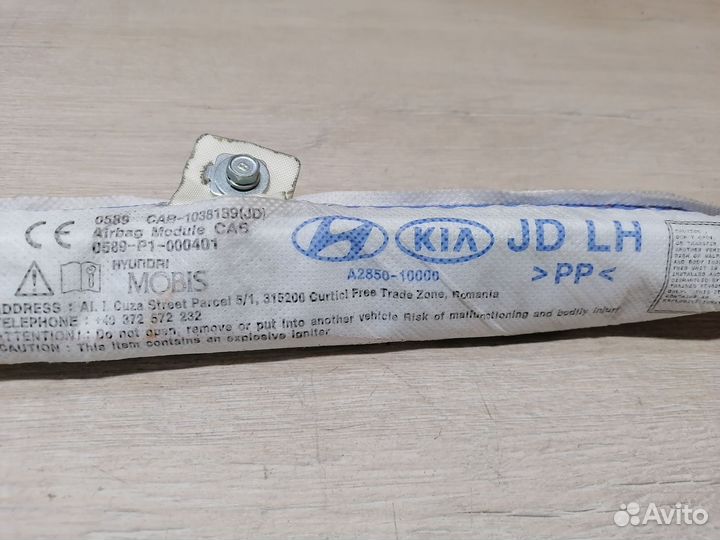 0589 CAB-1036159(JD)
Airbag Module CAB
0589-P1-000401
HYUNDAI
MOBIS
KIA
JD LH
A2850-10000
>PP<
ADDRESS : Al. I. Cuza Street Parcel 5/1, 315200 Curtici Free Trade Zone, Romania
TELEPHONE : +49 372 572 232
ATTENTION : Do not open, remove or put into another vehicle Risk of malfunctioning and bodily injury
CAUTION : This item contains an explosive igniter
Avito